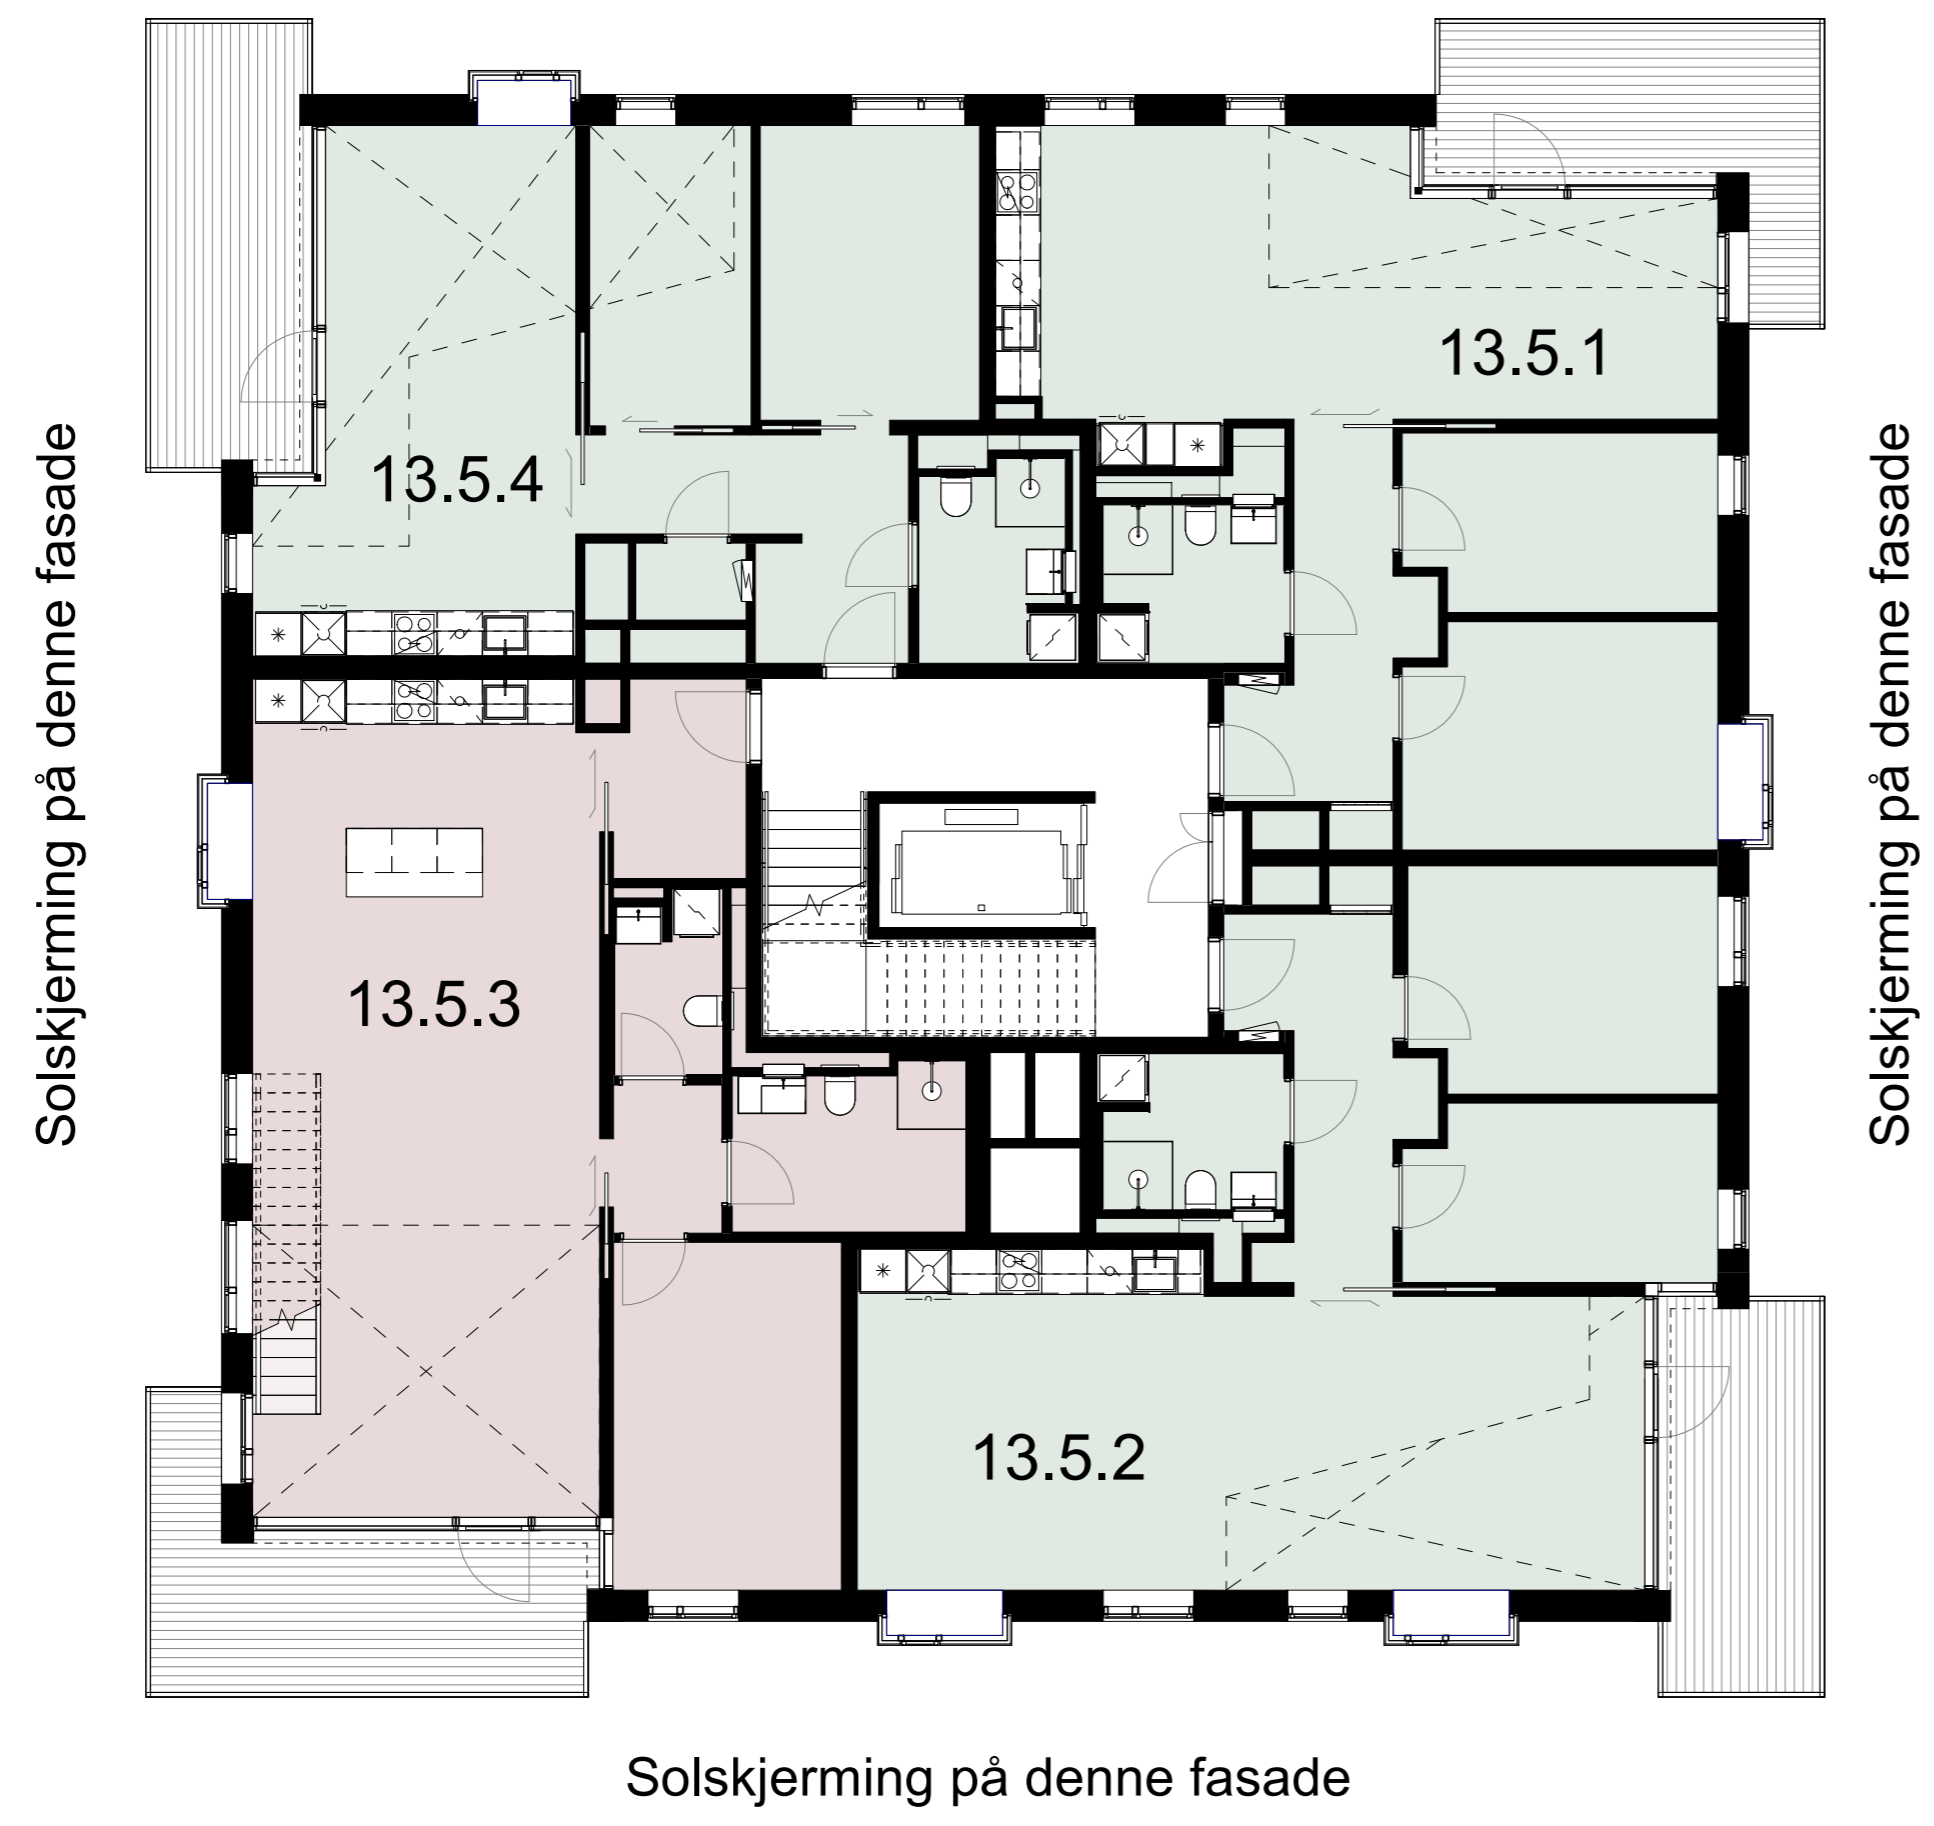 13.5.1
13.5.4
Solskjerming på denne fasade
Solskjerming på denne fasade
13.5.3
13.5.2
Solskjerming på denne fasade